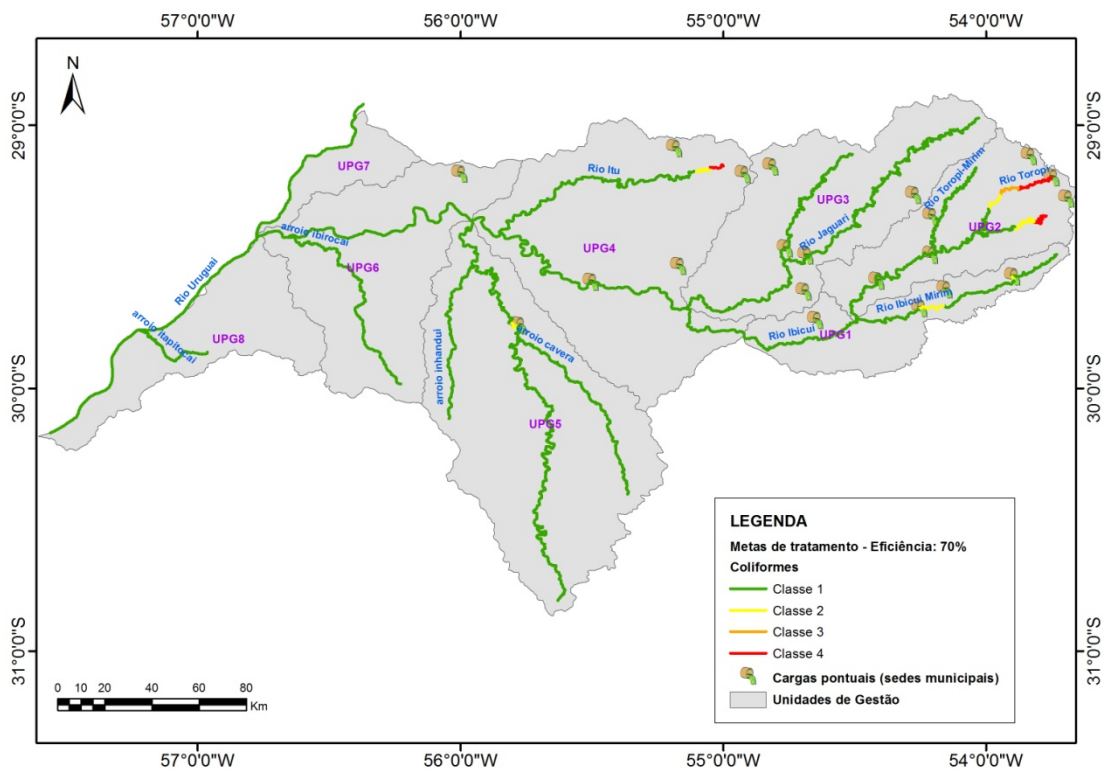 57°0'0"W 56°0'0"W 55°0'0"W 54°0'0"W
N
29°0'0"S 29°0'0"S
UPG7
Rio Itu
Rio Toropi
Rio Toropi-Mirim
UPG3
Rio Jaguari
UPG2
arroio ibirocai
UPG4
UPG6
Rio Uruguai
Rio Ibicui Mirim
arroio itapitocai
UPG8
Rio Ibicui
UPG1
arroio cavera
arroio inhandui
30°0'0"S 30°0'0"S
UPG5
LEGENDA
Metas de tratamento - Eficiência: 70%
Coliformes
Classe 1
Classe 2
Classe 3
Classe 4
Cargas pontuais (sedes municipais)
Unidades de Gestão
31°0'0"S 31°0'0"S
0 10 20 40 60 80
Km
57°0'0"W 56°0'0"W 55°0'0"W 54°0'0"W